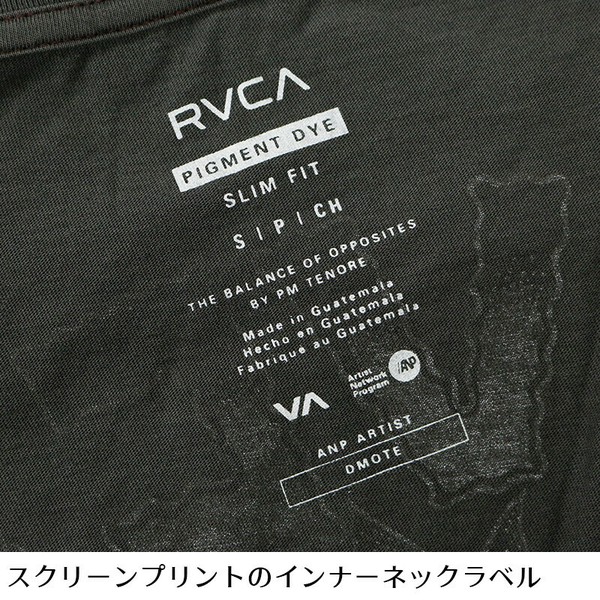 RVCA
PIGMENT DYE
SLIM FIT
S | P | CH
THE BALANCE OF OPPOSITES
BY PM TENORE
Made in Guatemala
Hecho en Guatemala
Fabriqué au Guatemala
VA
Artist
Network
Program
ANP
ANP ARTIST
DMOTE
スクリーンプリントのインナーネックラベル